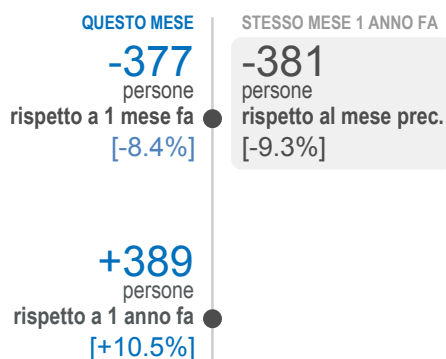 QUESTO MESE
-377
persone
rispetto a 1 mese fa
[-8.4%]
STESSO MESE 1 ANNO FA
-381
persone
rispetto al mese prec.
[-9.3%]
+389
persone
rispetto a 1 anno fa
[+10.5%]